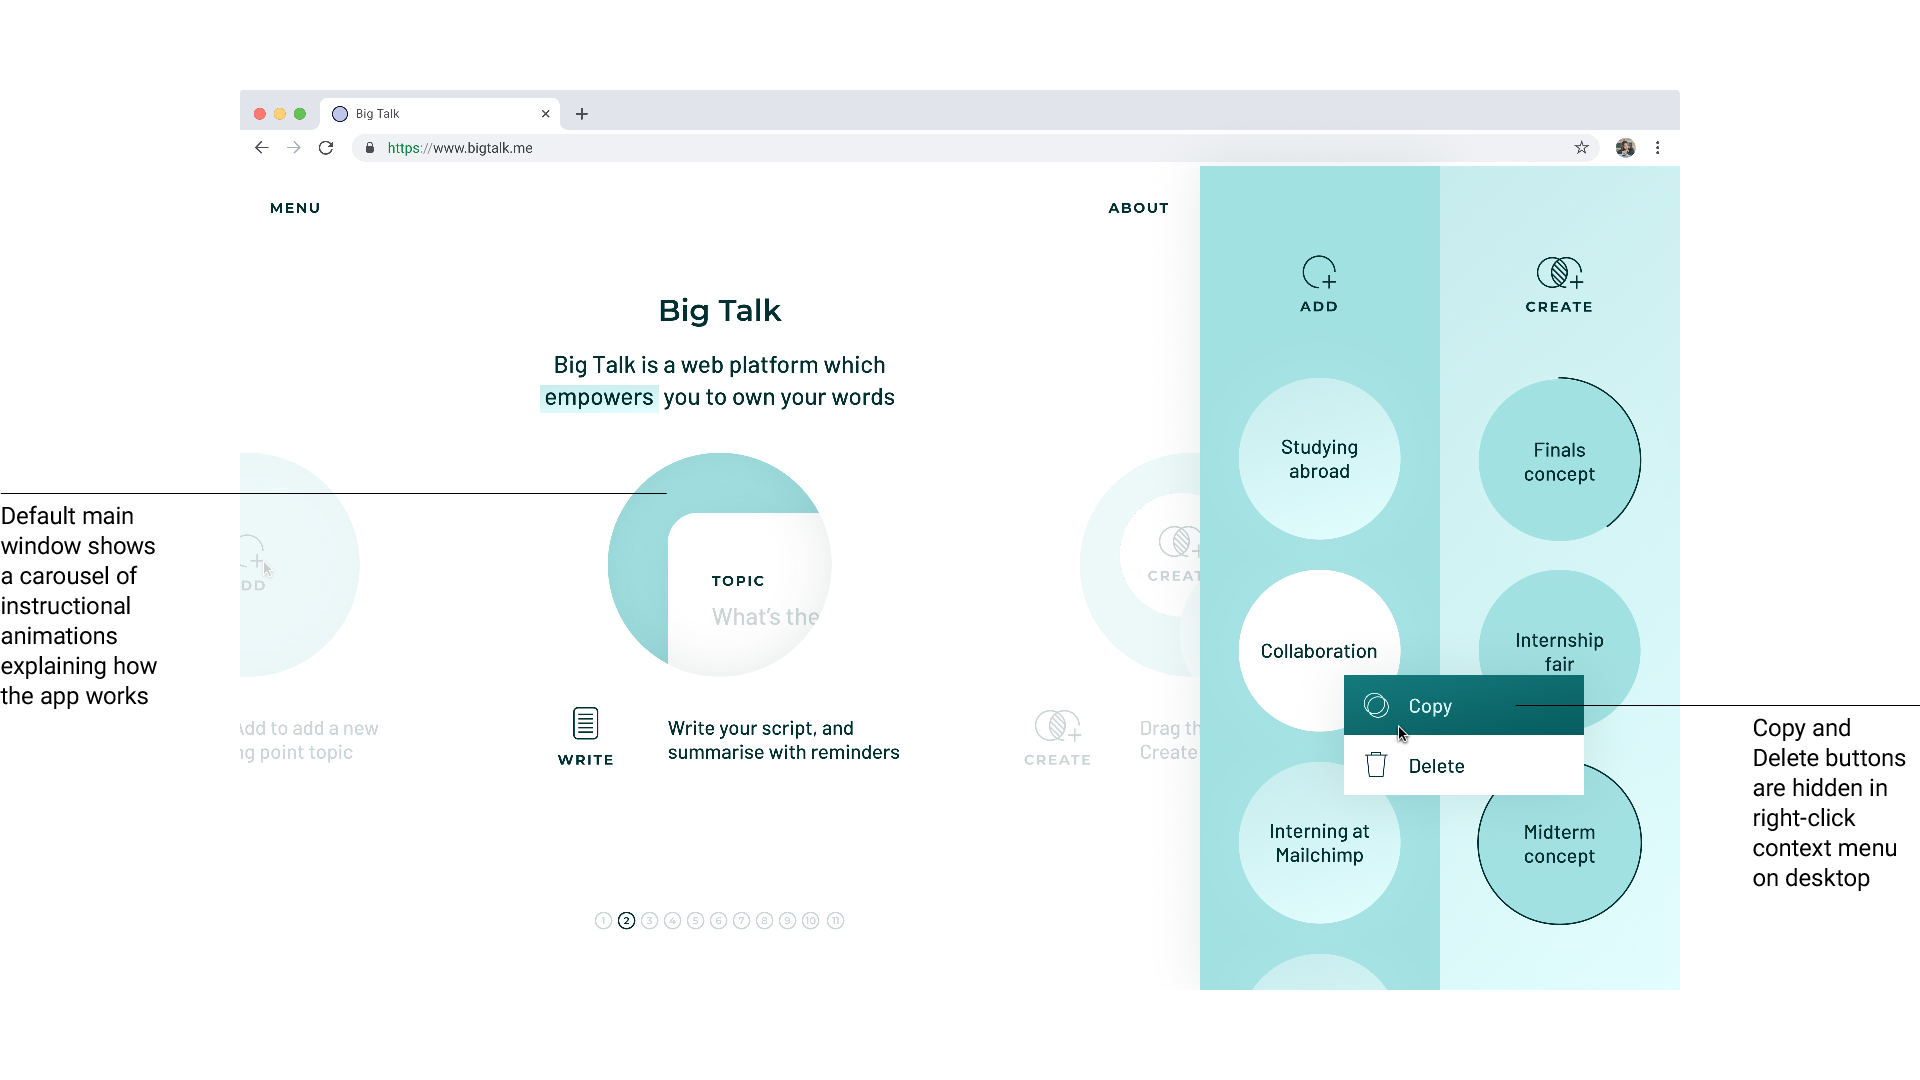 Big Talk
https://www.bigtalk.me
MENU
ABOUT
Big Talk
Big Talk is a web platform which
empowers you to own your words
Default main
window shows
a carousel of
instructional
animations
explaining how
the app works
DD
Add to add a new
ng point topic
TOPIC
What's the
WRITE
Write your script, and
summarise with reminders
CREAT
CREATE
Drag th
Create
1 2 3 4 5 6 7 8 9 10 11
ADD
Studying
abroad
Collaboration
Interning at
Mailchimp
CREATE
Finals
concept
Internship
fair
Copy
Delete
Midterm
concept
Copy and
Delete buttons
are hidden in
right-click
context menu
on desktop